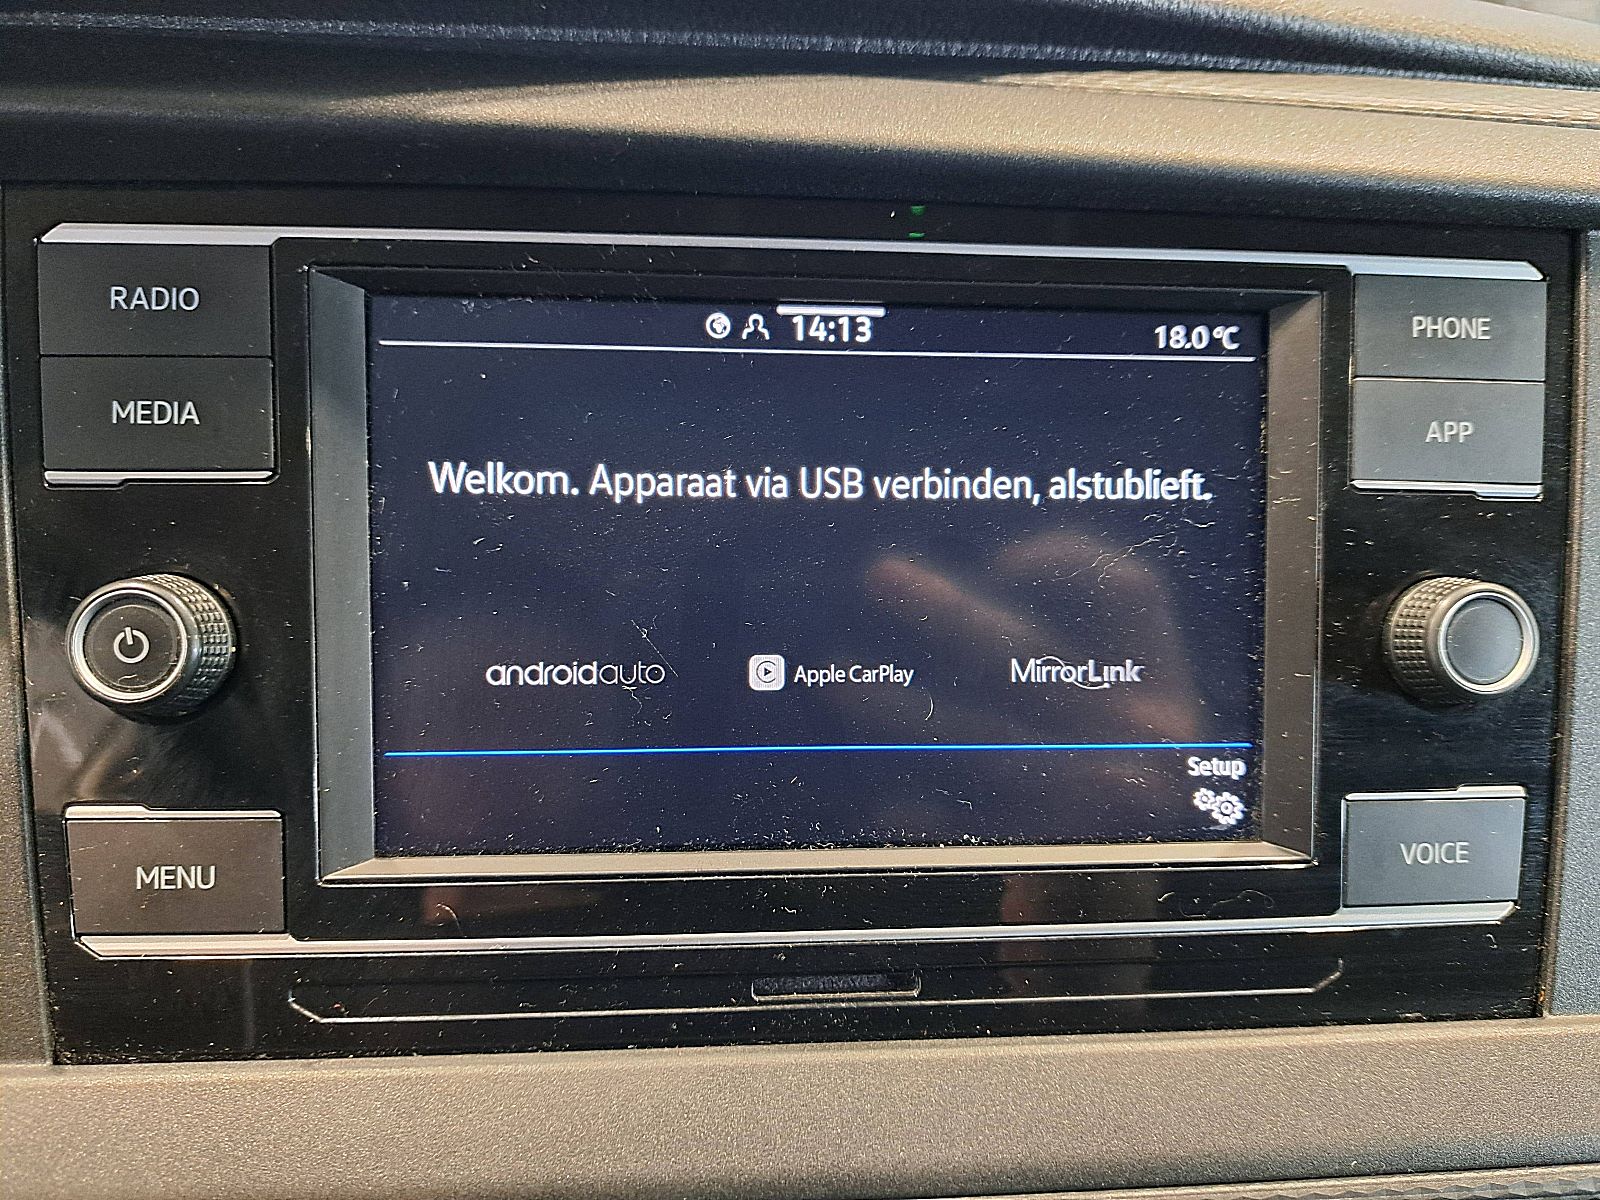 RADIO
MEDIA
MENU
14:13
18.0 °C
Welkom. Apparaat via USB verbinden, alstublieft.
androidauto
Apple CarPlay
MirrorLink
Setup
PHONE
APP
VOICE